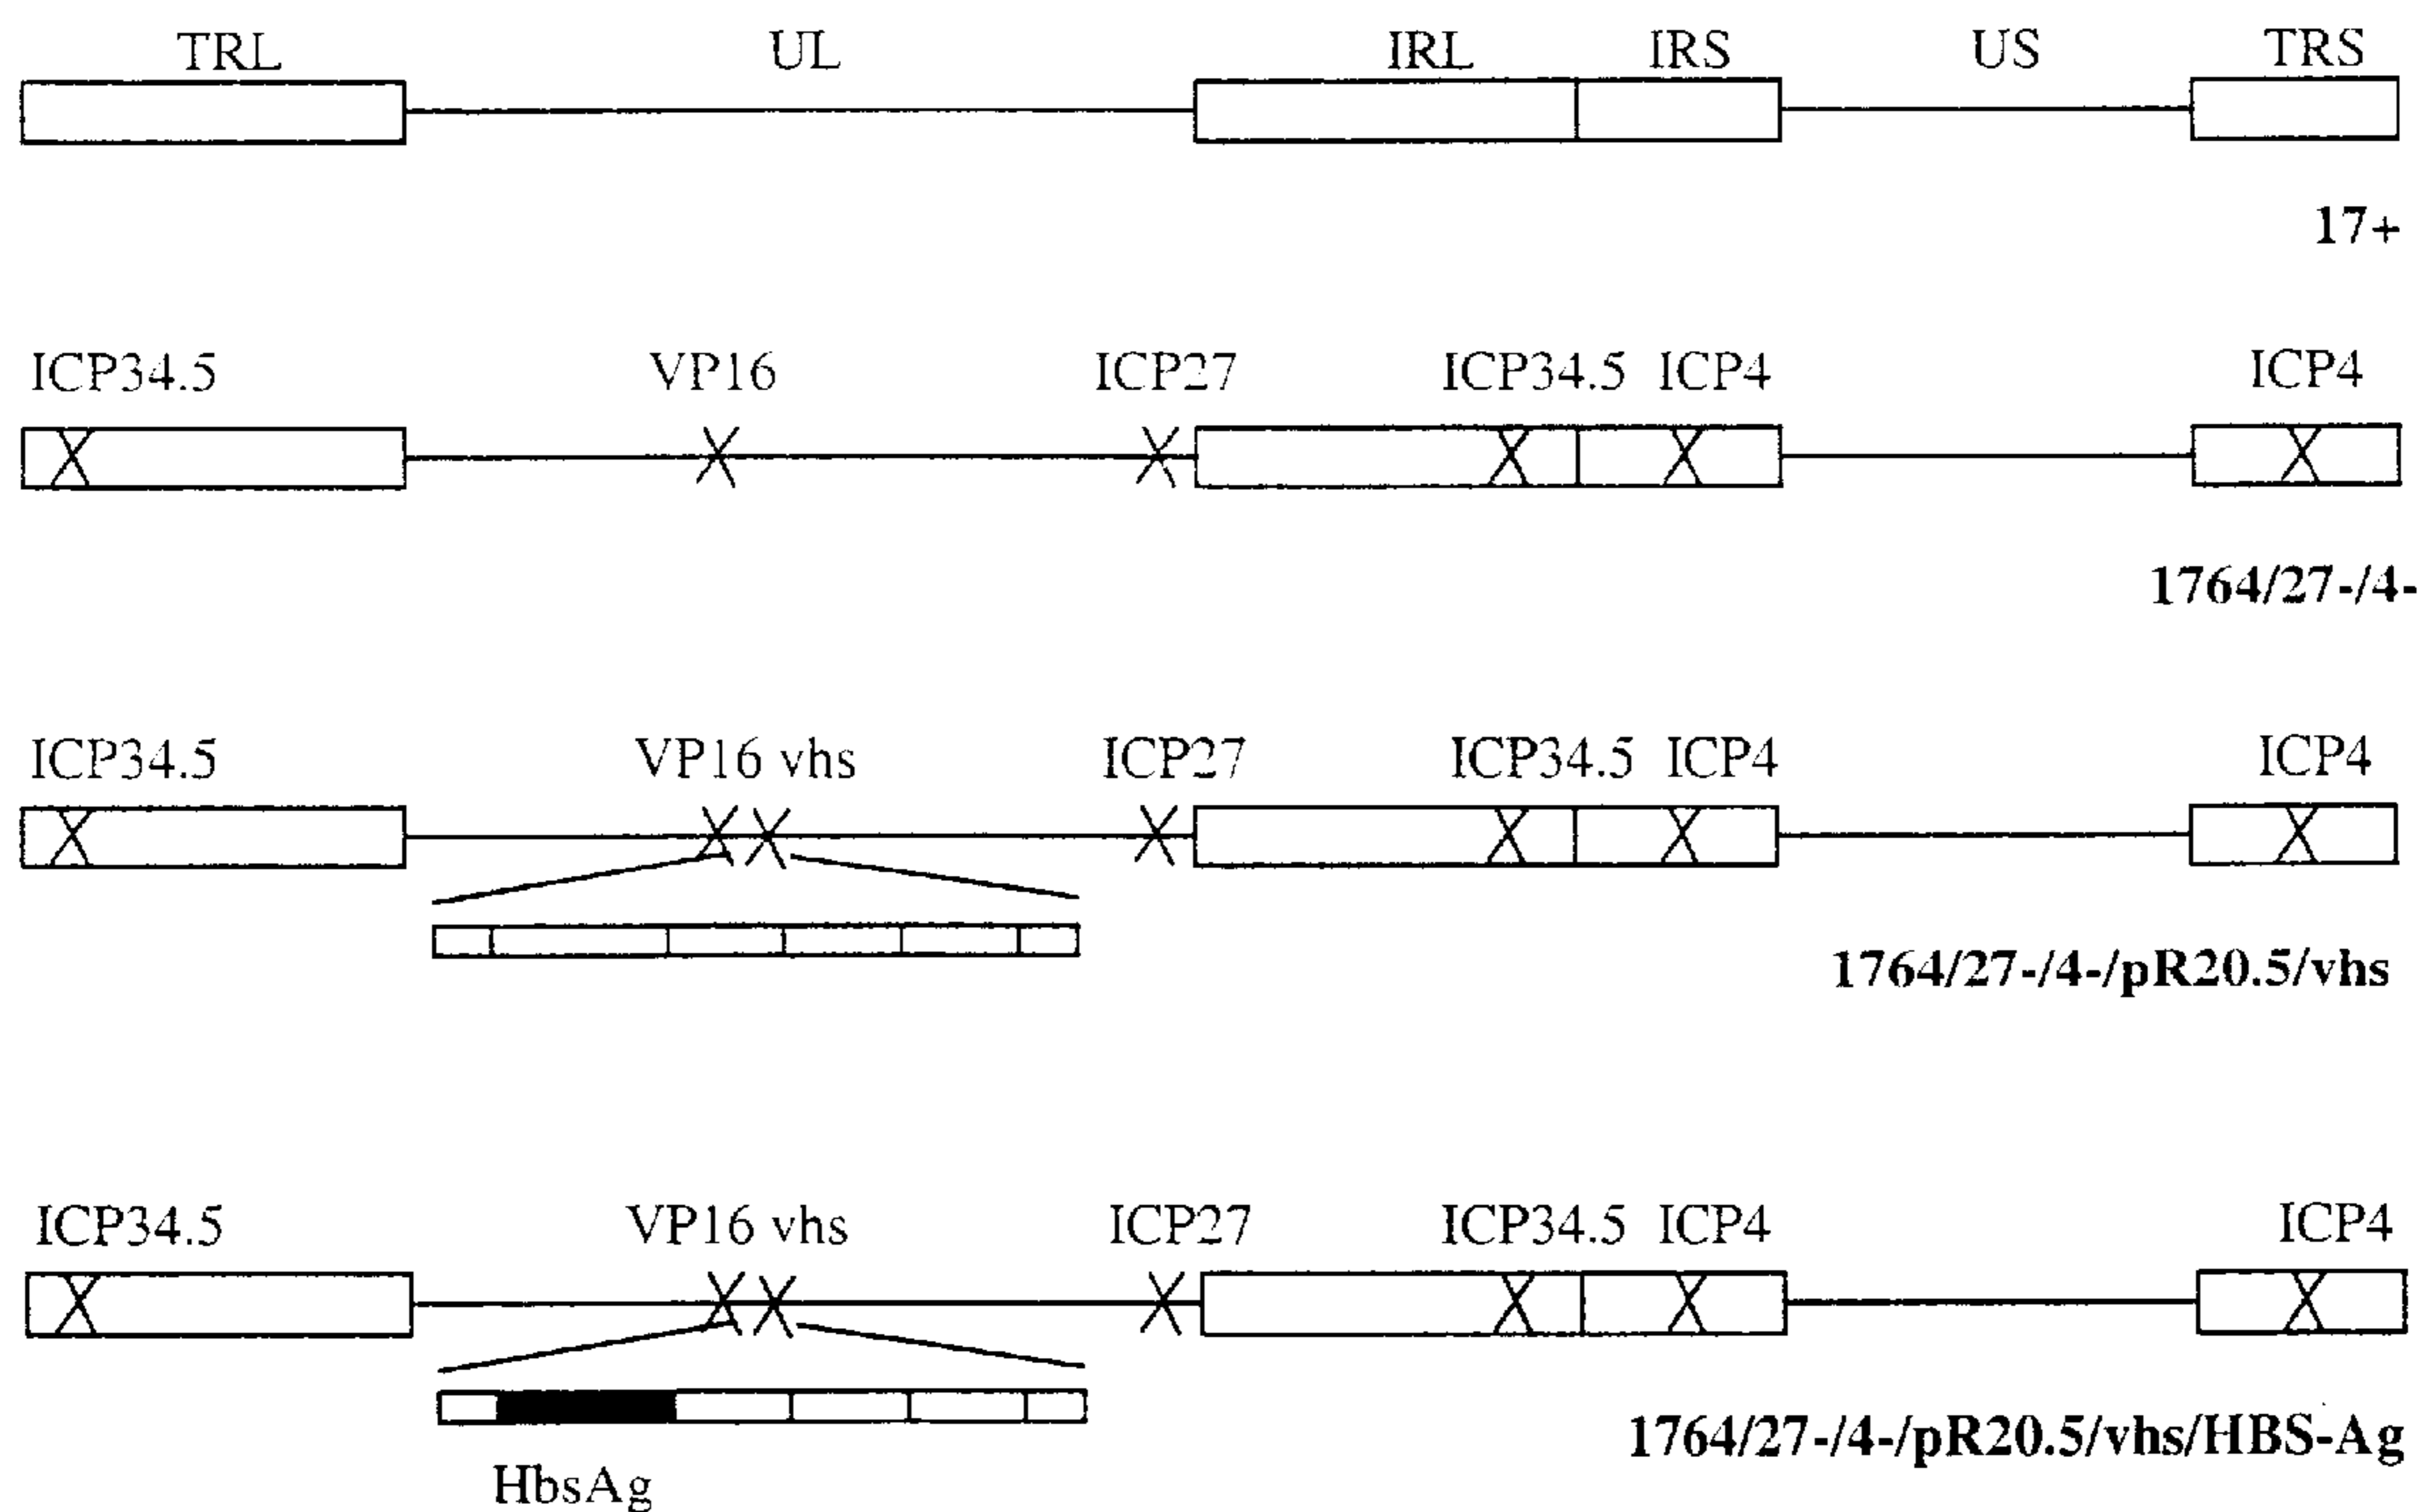 TRL UL IRL IRS US TRS
17+
ICP34.5 VP16 ICP27 ICP34.5 ICP4 ICP4
1764/27-/4-
ICP34.5 VP16 vhs ICP27 ICP34.5 ICP4 ICP4
1764/27-/4-/pR20.5/vhs
ICP34.5 VP16 vhs ICP27 ICP34.5 ICP4 ICP4
1764/27-/4-/pR20.5/vhs/HBS-Ag
HbsAg